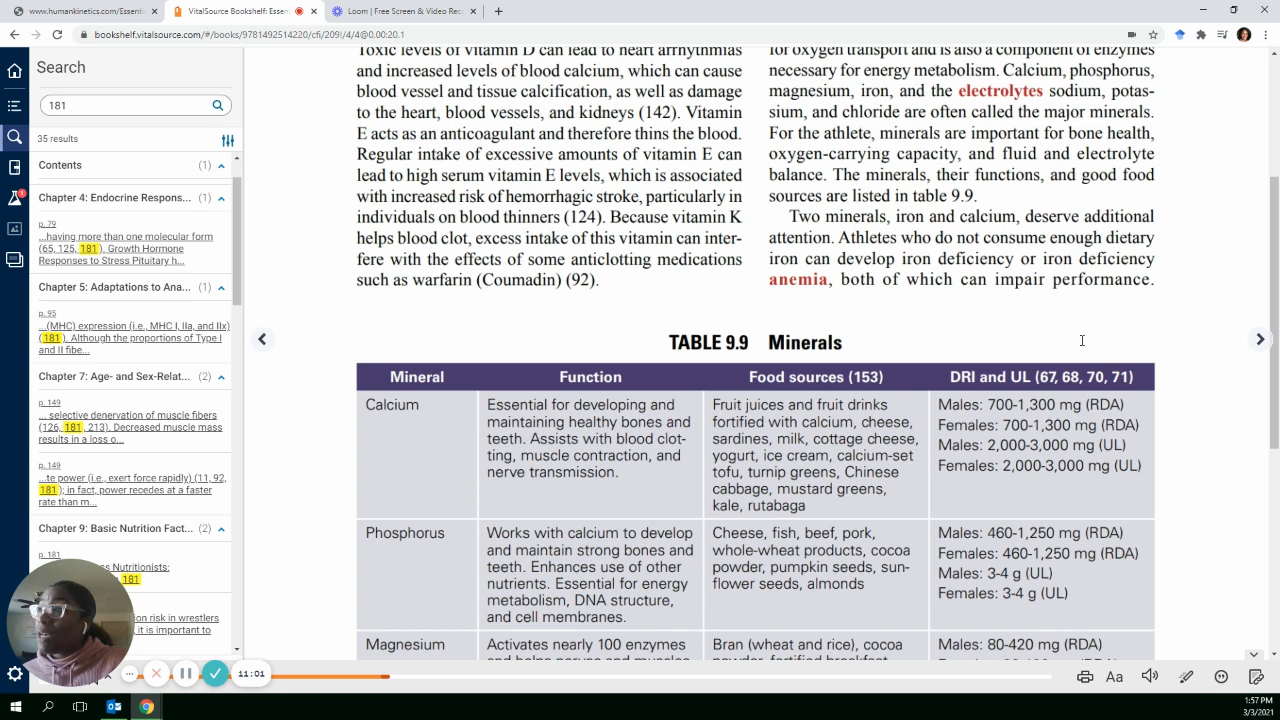 www.humankinetics.com/Essenti
VitalSource Bookshelf: Essen
Loom | Free Screen & Video Rec
bookshelf.vitalsource.com/#/books/9781492514220/cfi/209!/4/4@0.00:20.1
Search
181
35 results
Contents (1)
Chapter 4: Endocrine Respons... (1)
p. 79
...having more than one molecular form
(65, 125, 181). Growth Hormone
Responses to Stress Pituitary h...
Chapter 5: Adaptations to Ana... (1)
p. 95
...(MHC) expression (i.e., MHC I, IIa, and IIx)
(181). Although the proportions of Type I
and II fibe...
Chapter 7: Age- and Sex-Relat... (2)
p. 149
... selective denervation of muscle fibers
(126, 181, 213). Decreased muscle mass
results in a loss o...
p. 149
...te power (i.e., exert force rapidly) (11, 92,
181); in fact, power recedes at a faster
rate than m...
Chapter 9: Basic Nutrition Fact... (2)
p. 181
ss Nutritionists:
181
on risk in wrestlers
, it is important to
11:01
Toxic levels of vitamin D can lead to heart arrhythmias
and increased levels of blood calcium, which can cause
blood vessel and tissue calcification, as well as damage
to the heart, blood vessels, and kidneys (142). Vitamin
E acts as an anticoagulant and therefore thins the blood.
Regular intake of excessive amounts of vitamin E can
lead to high serum vitamin E levels, which is associated
with increased risk of hemorrhagic stroke, particularly in
individuals on blood thinners (124). Because vitamin K
helps blood clot, excess intake of this vitamin can inter-
fere with the effects of some anticlotting medications
such as warfarin (Coumadin) (92).
for oxygen transport and is also a component of enzymes
necessary for energy metabolism. Calcium, phosphorus,
magnesium, iron, and the electrolytes sodium, potas-
sium, and chloride are often called the major minerals.
For the athlete, minerals are important for bone health,
oxygen-carrying capacity, and fluid and electrolyte
balance. The minerals, their functions, and good food
sources are listed in table 9.9.
Two minerals, iron and calcium, deserve additional
attention. Athletes who do not consume enough dietary
iron can develop iron deficiency or iron deficiency
anemia, both of which can impair performance.
TABLE 9.9 Minerals
Mineral Function Food sources (153) DRI and UL (67, 68, 70, 71)
Calcium
Essential for developing and
maintaining healthy bones and
teeth. Assists with blood clot-
ting, muscle contraction, and
nerve transmission.
Fruit juices and fruit drinks
fortified with calcium, cheese,
sardines, milk, cottage cheese,
yogurt, ice cream, calcium-set
tofu, turnip greens, Chinese
cabbage, mustard greens,
kale, rutabaga
Males: 700-1,300 mg (RDA)
Females: 700-1,300 mg (RDA)
Males: 2,000-3,000 mg (UL)
Females: 2,000-3,000 mg (UL)
Phosphorus
Works with calcium to develop
and maintain strong bones and
teeth. Enhances use of other
nutrients. Essential for energy
metabolism, DNA structure,
and cell membranes.
Cheese, fish, beef, pork,
whole-wheat products, cocoa
powder, pumpkin seeds, sun-
flower seeds, almonds
Males: 460-1,250 mg (RDA)
Females: 460-1,250 mg (RDA)
Males: 3-4 g (UL)
Females: 3-4 g (UL)
Magnesium
Activates nearly 100 enzymes
Bran (wheat and rice), cocoa
Males: 80-420 mg (RDA)
Aa
1:57 PM
3/3/2021